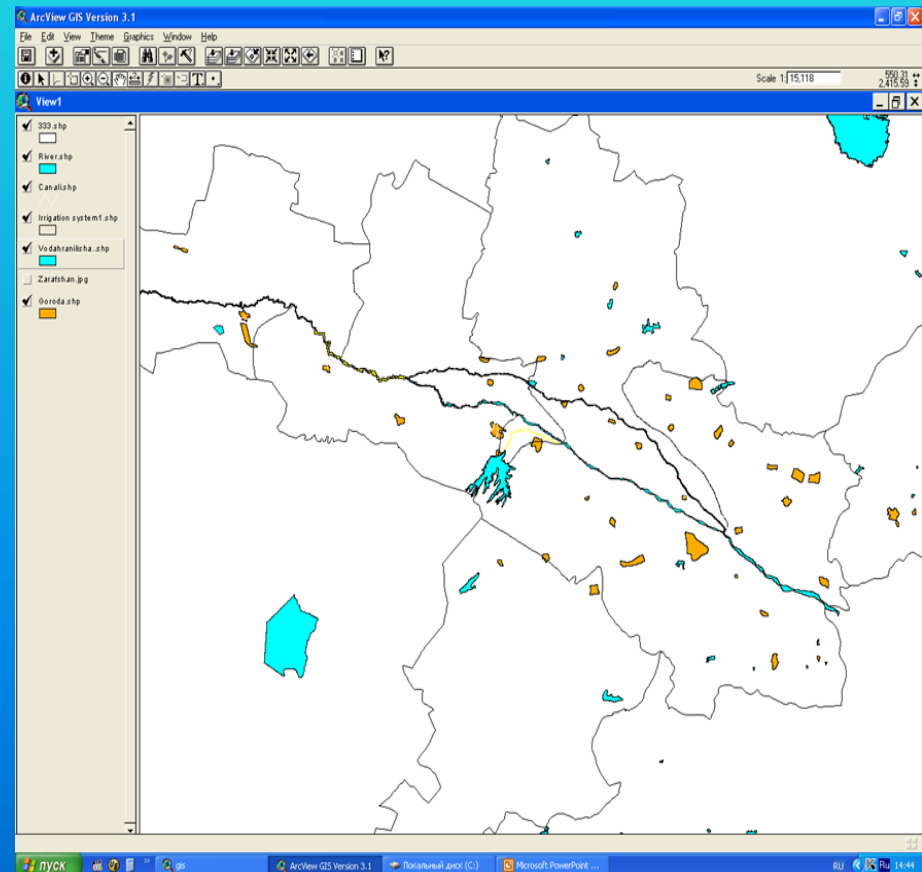 ArcView GIS Version 3.1
File Edit View Theme Graphics Window Help
Scale 1: 15,118
550.31
2,415.59
View1
333.shp
River.shp
Canali.shp
Irrigation system1.shp
Vodahranilisha..shp
Zarafshan.jpg
Goroda.shp
пуск
gis
ArcView GIS Version 3.1
Локальный диск (C:)
Microsoft PowerPoint ...
RU
Ru
14:44